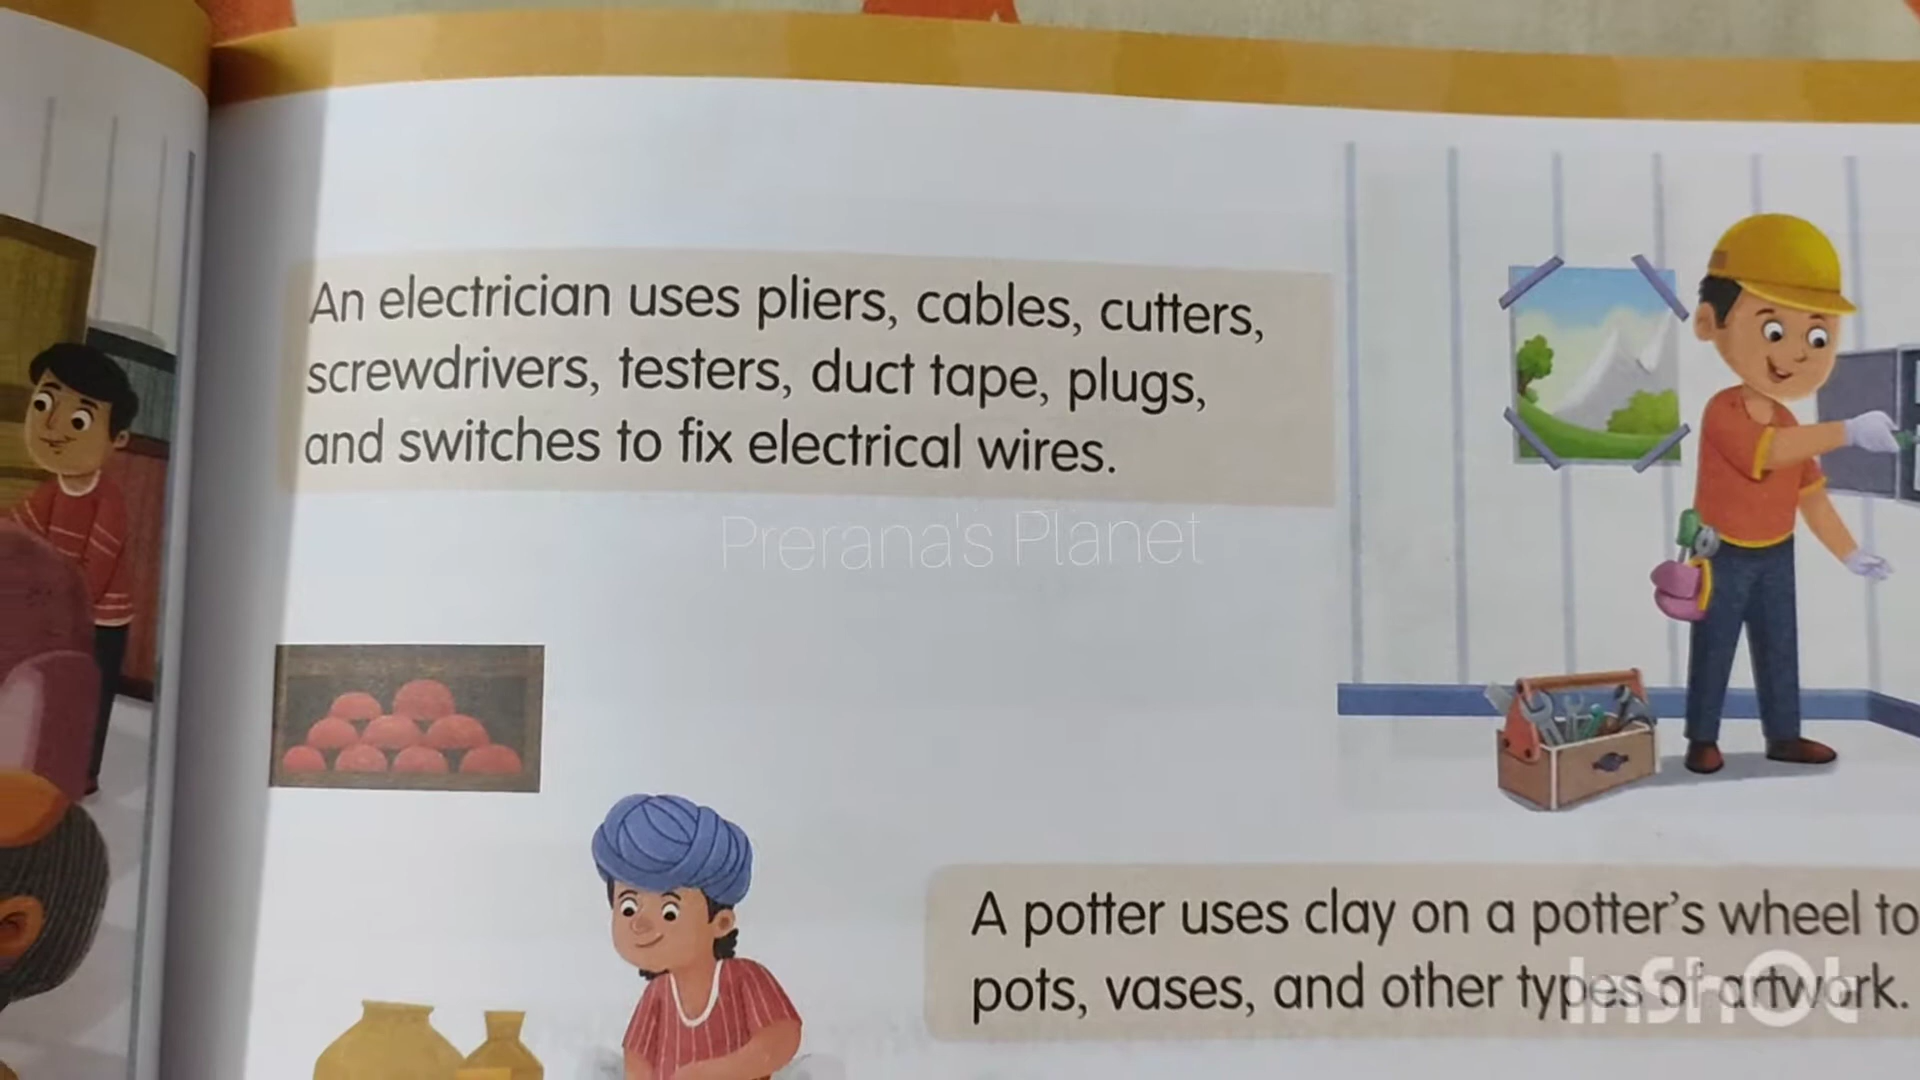 An electrician uses pliers, cables, cutters,
screwdrivers, testers, duct tape, plugs,
and switches to fix electrical wires.
Prerana's Planet
A potter uses clay on a potter's wheel to
pots, vases, and other types of artwork.
InShOt